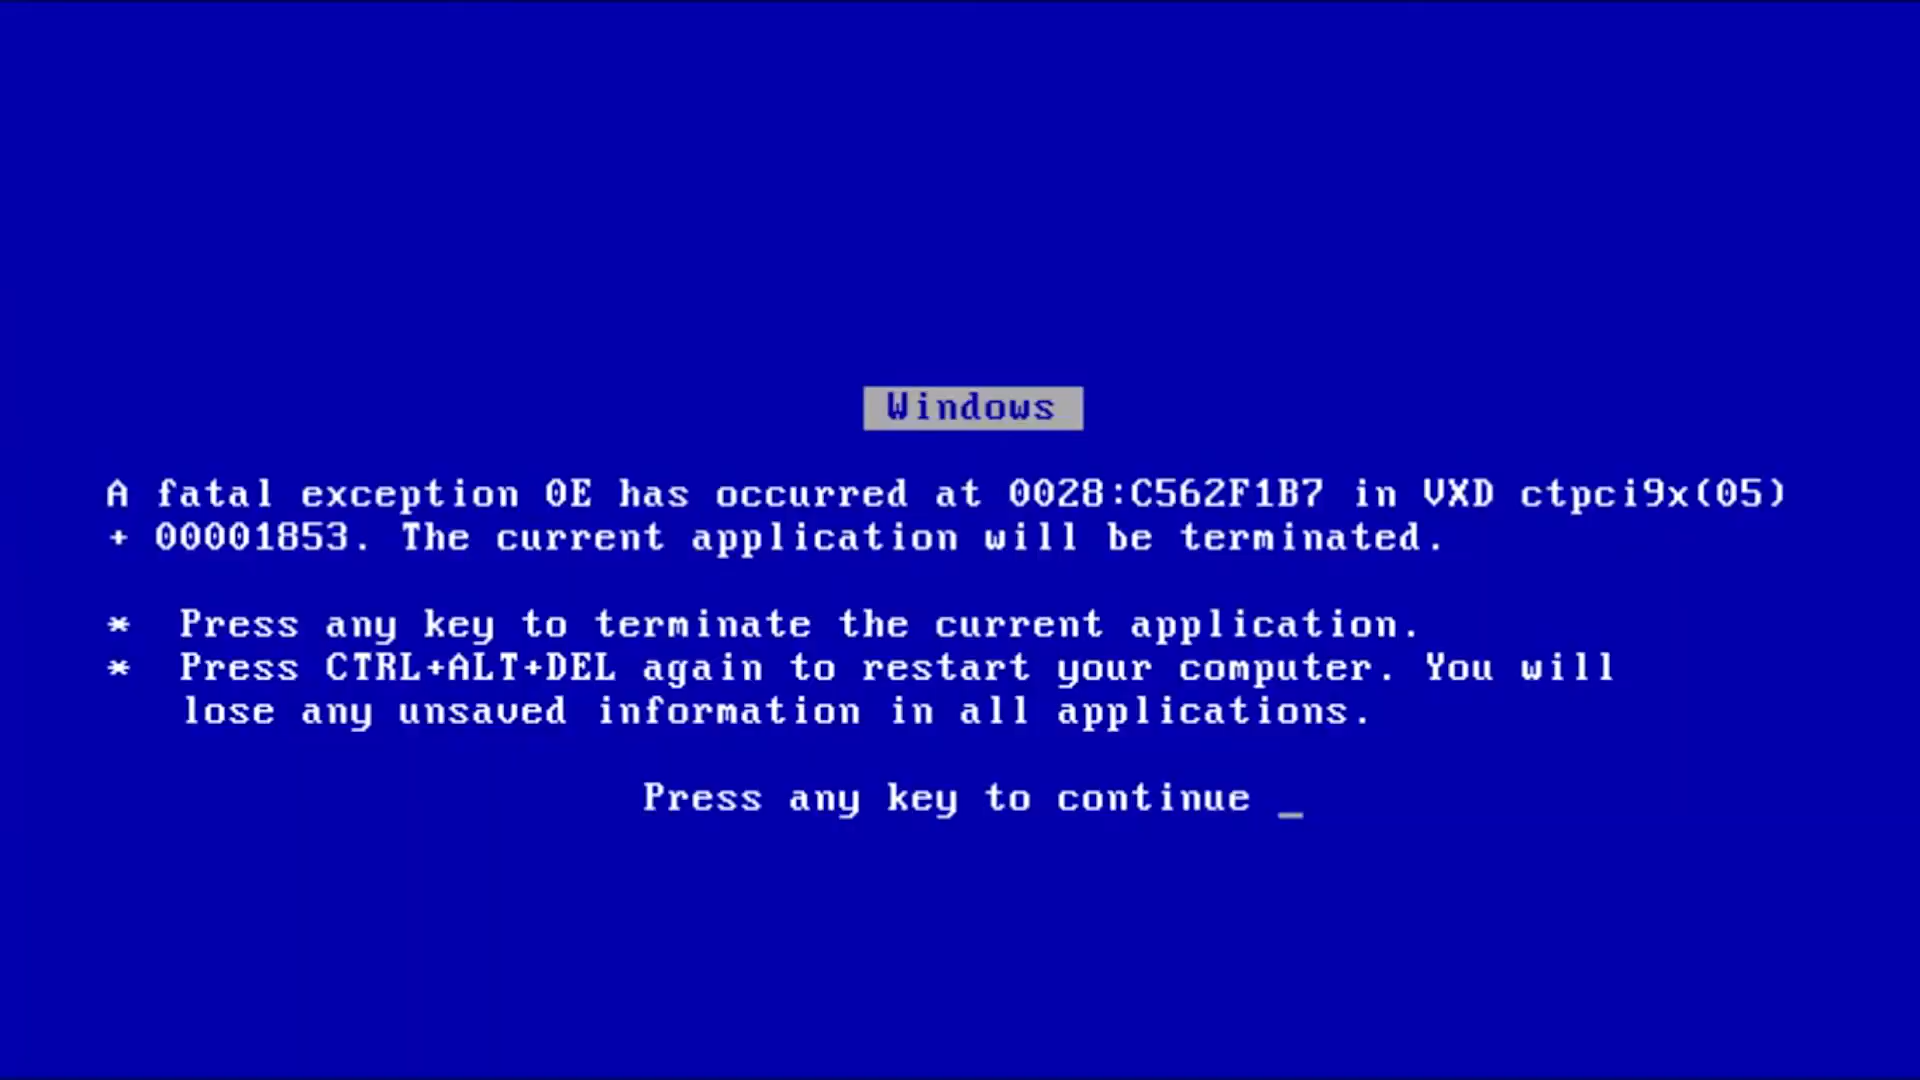 Windows
A fatal exception 0E has occurred at 0028:C562F1B7 in VXD ctpci9x(05)
+ 00001853. The current application will be terminated.
* Press any key to terminate the current application.
* Press CTRL+ALT+DEL again to restart your computer. You will
lose any unsaved information in all applications.
Press any key to continue _